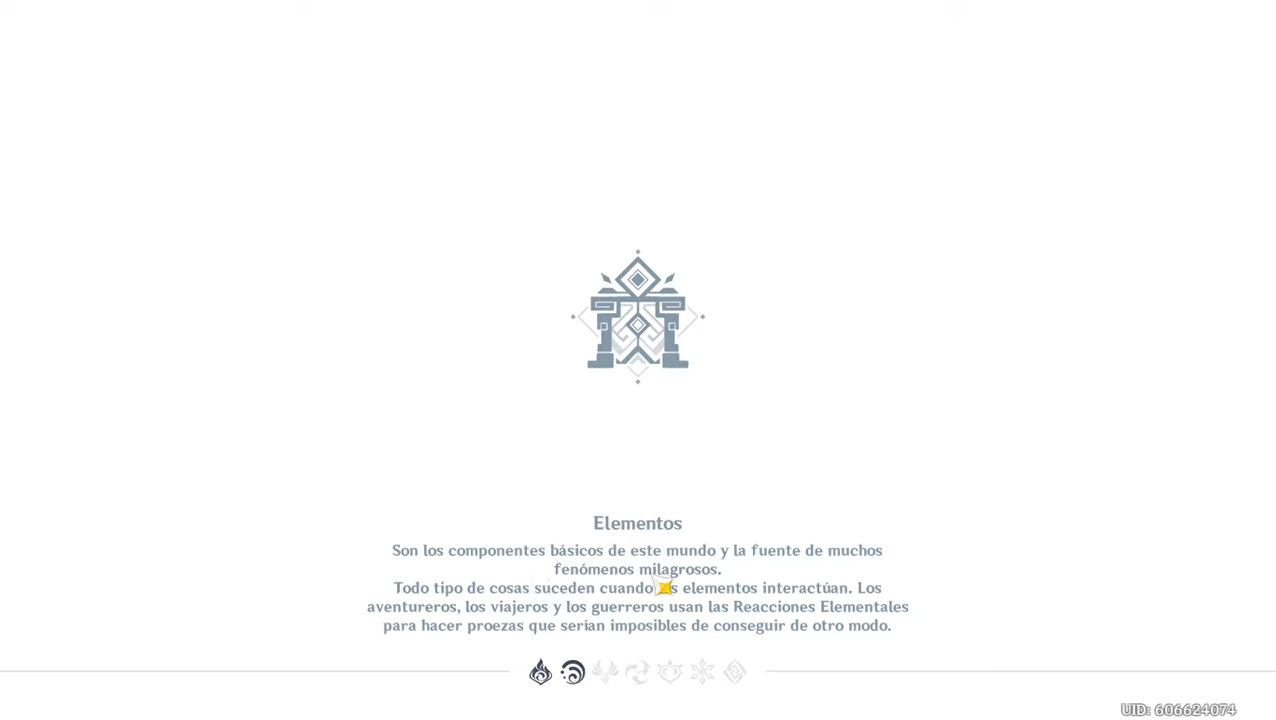 Elementos
Son los componentes básicos de este mundo y la fuente de muchos
fenómenos milagrosos.
Todo tipo de cosas suceden cuando elementos interactúan. Los
aventureros, los viajeros y los guerreros usan las Reacciones Elementales
para hacer proezas que serían imposibles de conseguir de otro modo.
UID: 606624074